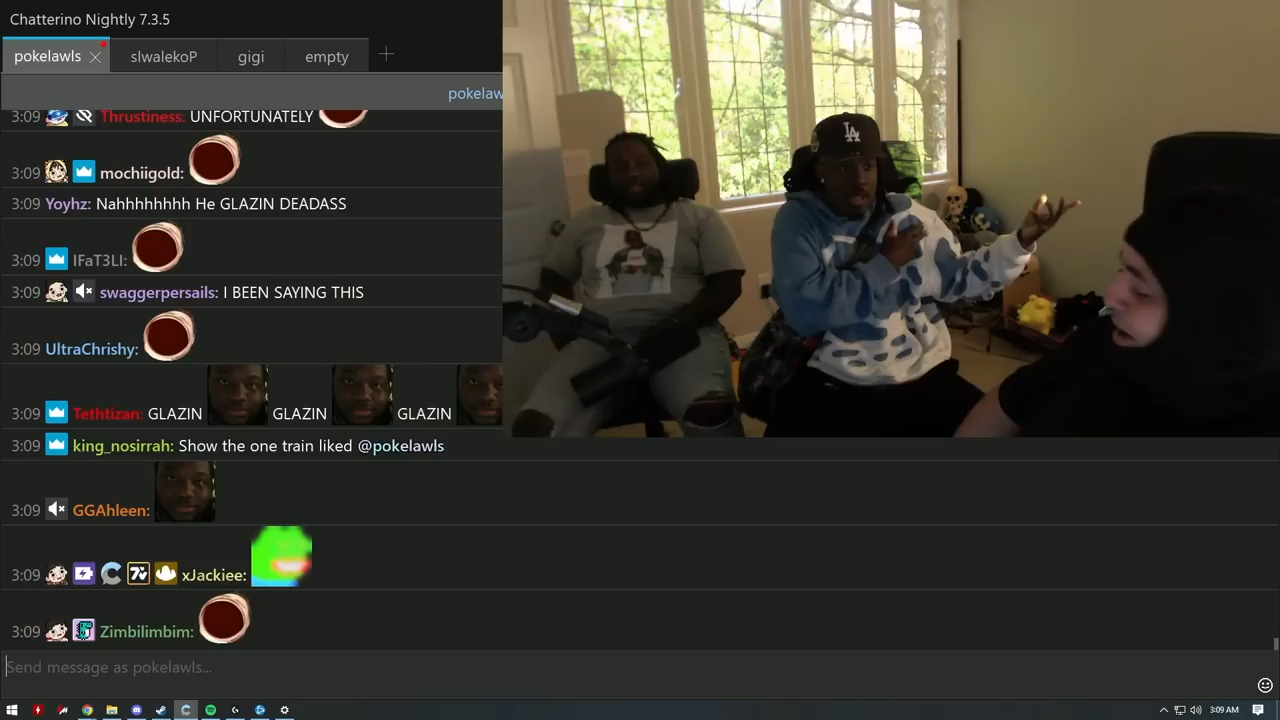 Chatterino Nightly 7.3.5
pokelawls slwalekoP gigi empty
pokelaw
3:09 Thrustiness: UNFORTUNATELY
3:09 mochiigold:
3:09 Yoyhz: Nahhhhhhhh He GLAZIN DEADASS
3:09
3:09 swaggerpersails: I BEEN SAYING THIS
3:09 UltraChrishy:
3:09 Tethtizan: GLAZIN GLAZIN GLAZIN
3:09 king_nosirrah: Show the one train liked @pokelawls
3:09 GGAhleen:
3:09 xJackiee:
3:09 Zimbilimbim:
Send message as pokelawls...
3:09 AM
LA